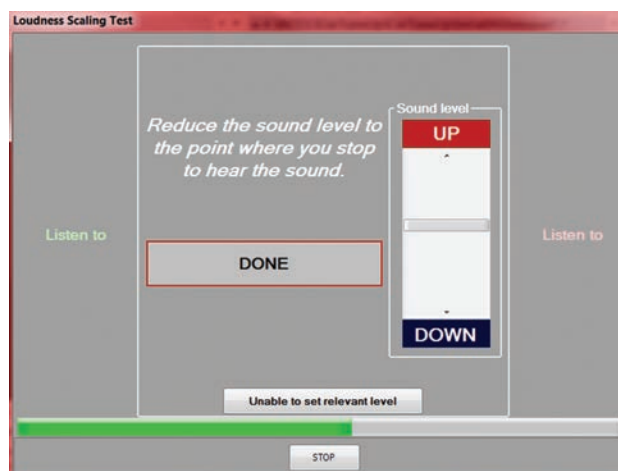 Loudness Scaling Test
Sound level
Reduce the sound level to
the point where you stop
to hear the sound.
UP
Listen to
Listen to
DONE
DOWN
Unable to set relevant level
STOP